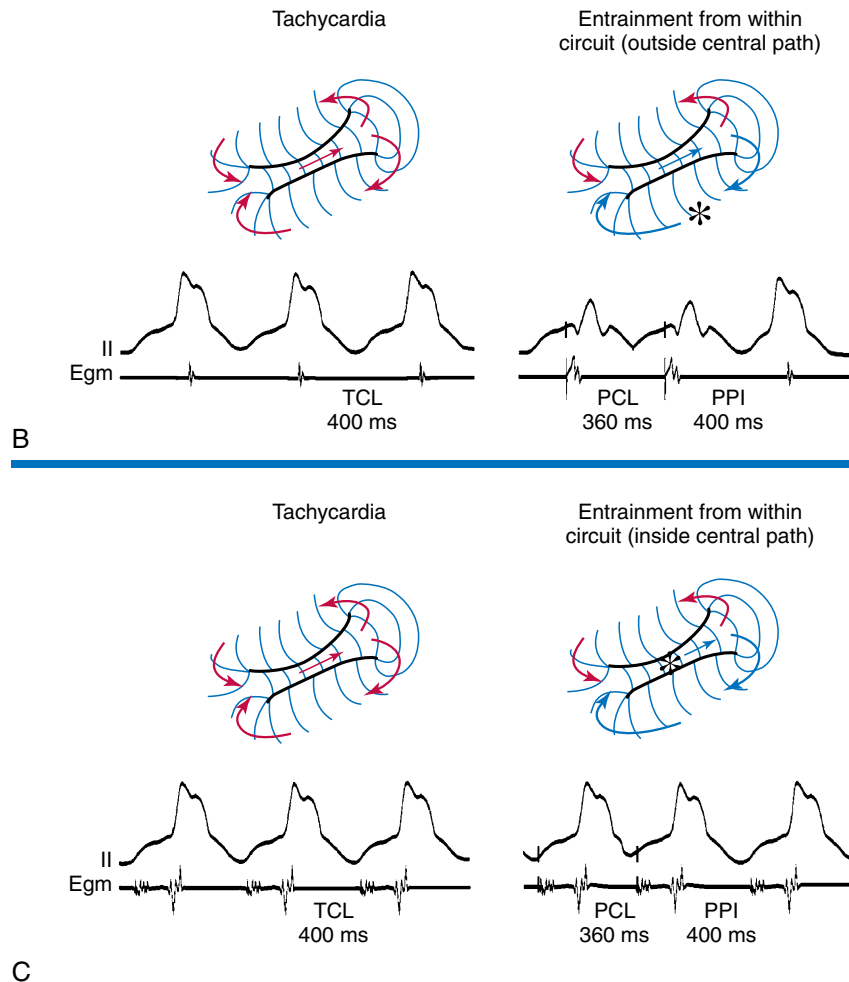 Tachycardia
Entrainment from within
circuit (outside central path)
*
II
Egm
TCL
400 ms
PCL
360 ms
PPI
400 ms
B
Tachycardia
Entrainment from within
circuit (inside central path)
*
II
Egm
TCL
400 ms
PCL
360 ms
PPI
400 ms
C